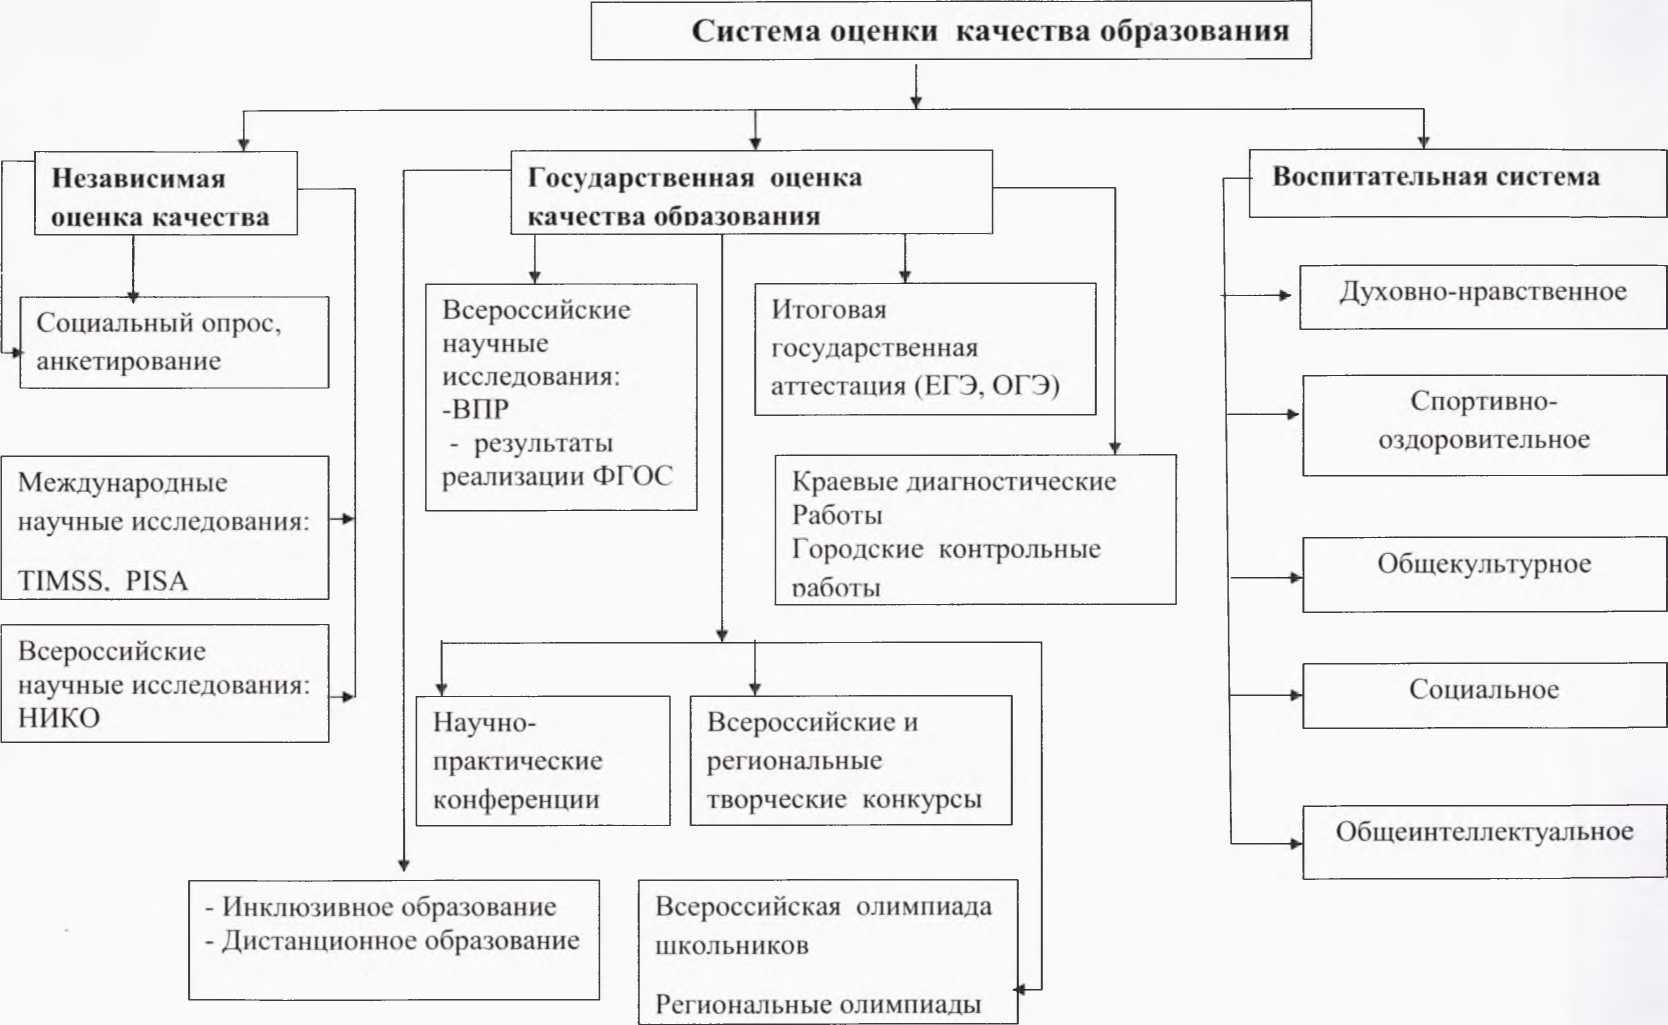 Система оценки качества образования
Независимая
оценка качества
Государственная оценка
качества образования
Воспитательная система
Социальный опрос,
анкетирование
Международные
научные исследования:
TIMSS, PISA
Всероссийские
научные исследования:
НИКО
Всероссийские
научные
исследования:
-ВПР
- результаты
реализации ФГОС
Итоговая
государственная
аттестация (ЕГЭ, ОГЭ)
Краевые диагностические
Работы
Городские контрольные
работы
Научно-
практические
конференции
Всероссийские и
региональные
творческие конкурсы
- Инклюзивное образование
- Дистанционное образование
Всероссийская олимпиада
школьников
Региональные олимпиады
Духовно-нравственное
Спортивно-
оздоровительное
Общекультурное
Социальное
Общеинтеллектуальное